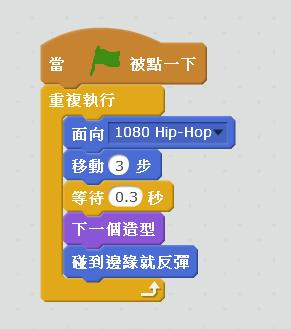 當 被點一下
重複執行
面向 1080 Hip-Hop
移動 3 步
等待 0.3 秒
下一個造型
碰到邊緣就反彈